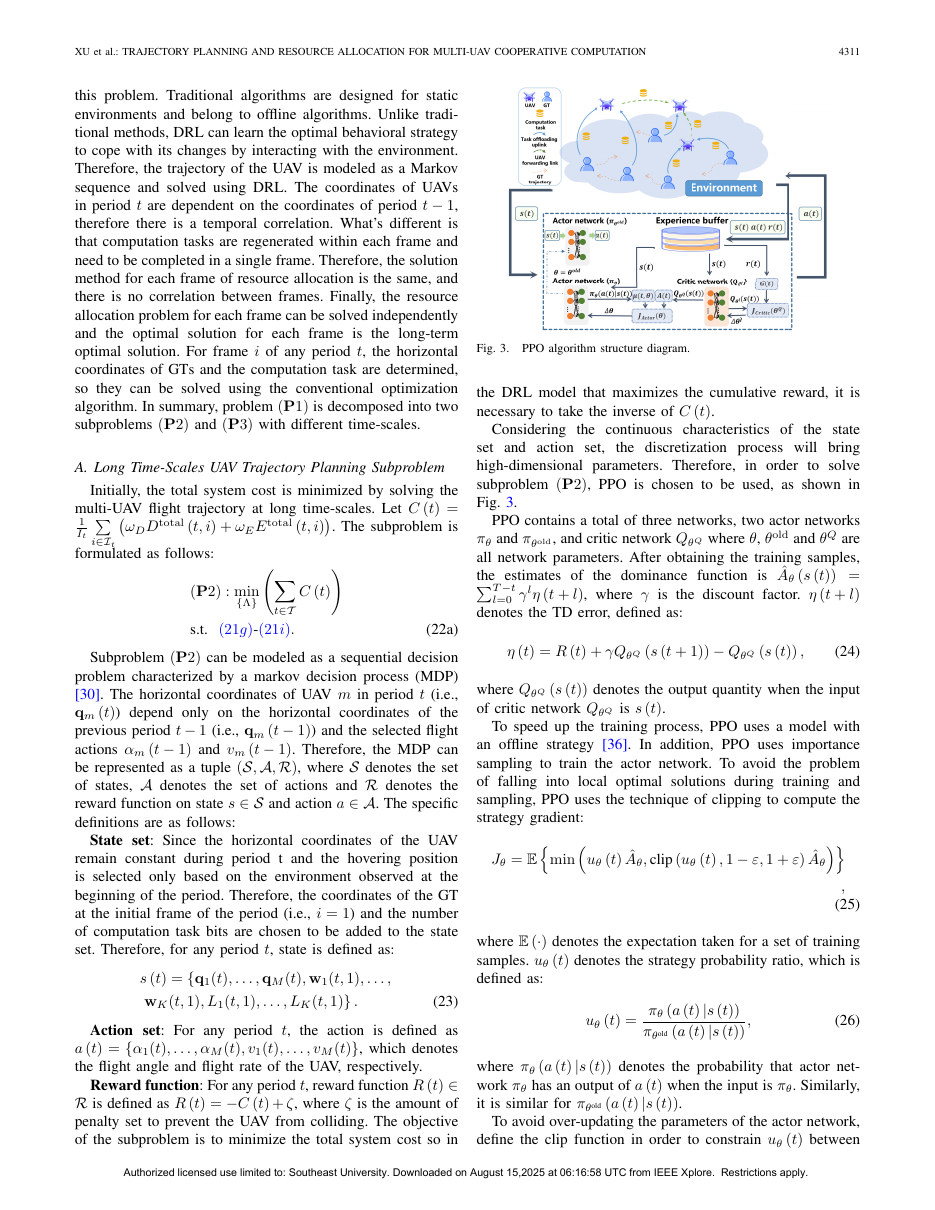 XU et al.: TRAJECTORY PLANNING AND RESOURCE ALLOCATION FOR MULTI-UAV COOPERATIVE COMPUTATION 4311
this problem. Traditional algorithms are designed for static
environments and belong to offline algorithms. Unlike tradi-
tional methods, DRL can learn the optimal behavioral strategy
to cope with its changes by interacting with the environment.
Therefore, the trajectory of the UAV is modeled as a Markov
sequence and solved using DRL. The coordinates of UAVs
in period t are dependent on the coordinates of period t − 1,
therefore there is a temporal correlation. What's different is
that computation tasks are regenerated within each frame and
need to be completed in a single frame. Therefore, the solution
method for each frame of resource allocation is the same, and
there is no correlation between frames. Finally, the resource
allocation problem for each frame can be solved independently
and the optimal solution for each frame is the long-term
optimal solution. For frame i of any period t, the horizontal
coordinates of GTs and the computation task are determined,
so they can be solved using the conventional optimization
algorithm. In summary, problem (P1) is decomposed into two
subproblems (P2) and (P3) with different time-scales.
A. Long Time-Scales UAV Trajectory Planning Subproblem
Initially, the total system cost is minimized by solving the
multi-UAV flight trajectory at long time-scales. Let C (t) =
1/I_t ∑_{i∈𝓘_t} (ω_D D^total (t, i) + ω_E E^total (t, i)). The subproblem is
formulated as follows:
(P2) : min_{Λ} (∑_{t∈𝒯} C (t))
s.t. (21g)-(21i). (22a)
Subproblem (P2) can be modeled as a sequential decision
problem characterized by a markov decision process (MDP)
[30]. The horizontal coordinates of UAV m in period t (i.e.,
q_m (t)) depend only on the horizontal coordinates of the
previous period t − 1 (i.e., q_m (t − 1)) and the selected flight
actions α_m (t − 1) and v_m (t − 1). Therefore, the MDP can
be represented as a tuple (𝒮, 𝒜, ℛ), where 𝒮 denotes the set
of states, 𝒜 denotes the set of actions and ℛ denotes the
reward function on state s ∈ 𝒮 and action a ∈ 𝒜. The specific
definitions are as follows:
State set: Since the horizontal coordinates of the UAV
remain constant during period t and the hovering position
is selected only based on the environment observed at the
beginning of the period. Therefore, the coordinates of the GT
at the initial frame of the period (i.e., i = 1) and the number
of computation task bits are chosen to be added to the state
set. Therefore, for any period t, state is defined as:
s (t) = {q_1(t), . . . , q_M(t), w_1(t, 1), . . . ,
w_K(t, 1), L_1(t, 1), . . . , L_K(t, 1)} . (23)
Action set: For any period t, the action is defined as
a (t) = {α_1(t), . . . , α_M(t), v_1(t), . . . , v_M(t)}, which denotes
the flight angle and flight rate of the UAV, respectively.
Reward function: For any period t, reward function R (t) ∈
ℛ is defined as R (t) = −C (t) + ζ, where ζ is the amount of
penalty set to prevent the UAV from colliding. The objective
of the subproblem is to minimize the total system cost so in
UAV GT
Computation
task
Task offloading
uplink
UAV
forwarding link
GT
trajectory
Environment
s(t)
a(t)
Actor network (π_θold)
Experience buffer
s(t) a(t) r(t)
s(t)
a(t)
s(t)
s(t)
r(t)
θ = θ^old
Actor network (π_θ)
Critic network (Q_θQ)
π_θ(a(t)|s(t))
A(t)
Q_θQ(s(t))
Q_θQ(s(t))
Δθ
J_Actor(θ)
J_Critic(θ^Q)
Fig. 3. PPO algorithm structure diagram.
the DRL model that maximizes the cumulative reward, it is
necessary to take the inverse of C (t).
Considering the continuous characteristics of the state
set and action set, the discretization process will bring
high-dimensional parameters. Therefore, in order to solve
subproblem (P2), PPO is chosen to be used, as shown in
Fig. 3.
PPO contains a total of three networks, two actor networks
π_θ and π_θ^old, and critic network Q_θ^Q where θ, θ^old and θ^Q are
all network parameters. After obtaining the training samples,
the estimates of the dominance function is Â_θ (s (t)) =
∑_{l=0}^{T−t} γ^l η (t + l), where γ is the discount factor. η (t + l)
denotes the TD error, defined as:
η (t) = R (t) + γQ_θ^Q (s (t + 1)) − Q_θ^Q (s (t)) , (24)
where Q_θ^Q (s (t)) denotes the output quantity when the input
of critic network Q_θ^Q is s (t).
To speed up the training process, PPO uses a model with
an offline strategy [36]. In addition, PPO uses importance
sampling to train the actor network. To avoid the problem
of falling into local optimal solutions during training and
sampling, PPO uses the technique of clipping to compute the
strategy gradient:
J_θ = 𝔼 {min (u_θ (t) Â_θ, clip (u_θ (t) , 1 − ε, 1 + ε) Â_θ)}
,
(25)
where 𝔼 (·) denotes the expectation taken for a set of training
samples. u_θ (t) denotes the strategy probability ratio, which is
defined as:
u_θ (t) = π_θ (a (t) |s (t)) / π_θ^old (a (t) |s (t)), (26)
where π_θ (a (t) |s (t)) denotes the probability that actor net-
work π_θ has an output of a (t) when the input is π_θ. Similarly,
it is similar for π_θ^old (a (t) |s (t)).
To avoid over-updating the parameters of the actor network,
define the clip function in order to constrain u_θ (t) between
Authorized licensed use limited to: Southeast University. Downloaded on August 15,2025 at 06:16:58 UTC from IEEE Xplore. Restrictions apply.